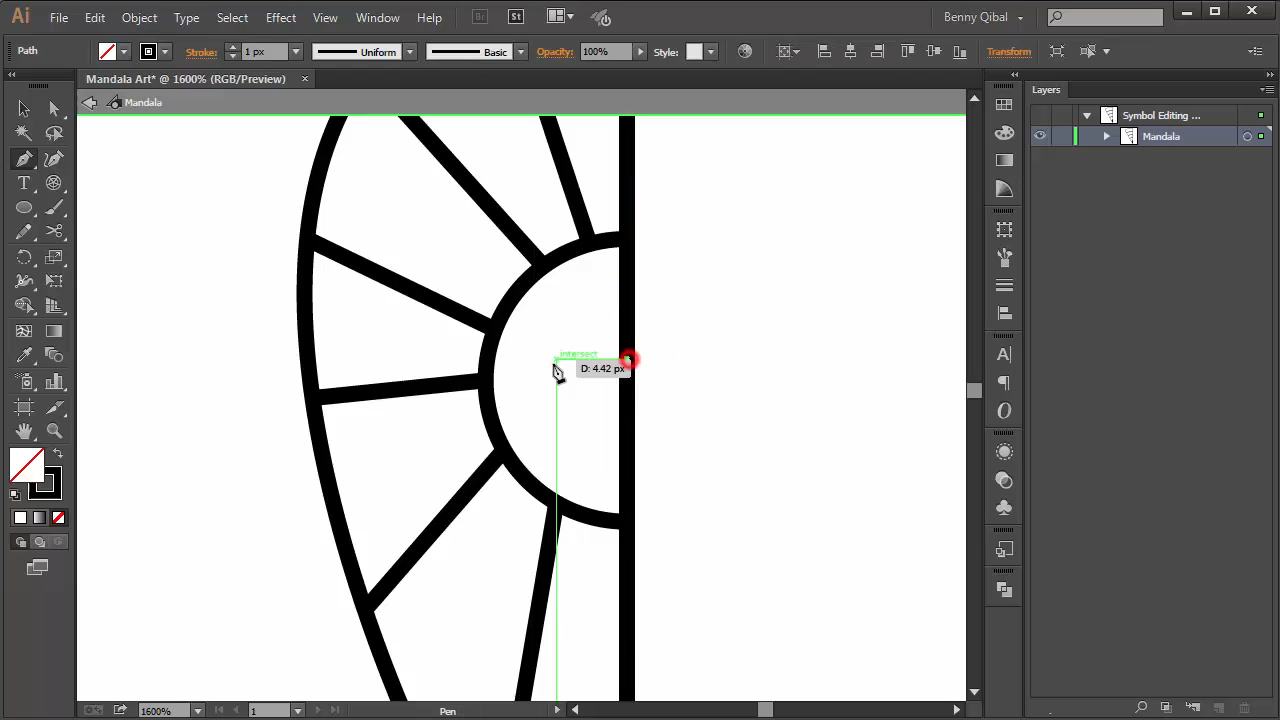 Ai File Edit Object Type Select Effect View Window Help Br St Benny Qibal
Path Stroke: 1 px Uniform Basic Opacity: 100% Style: Transform
Mandala Art* @ 1600% (RGB/Preview)
Layers
Mandala
Symbol Editing ...
Mandala
intersect
D: 4.42 px
1600% 1 Pen